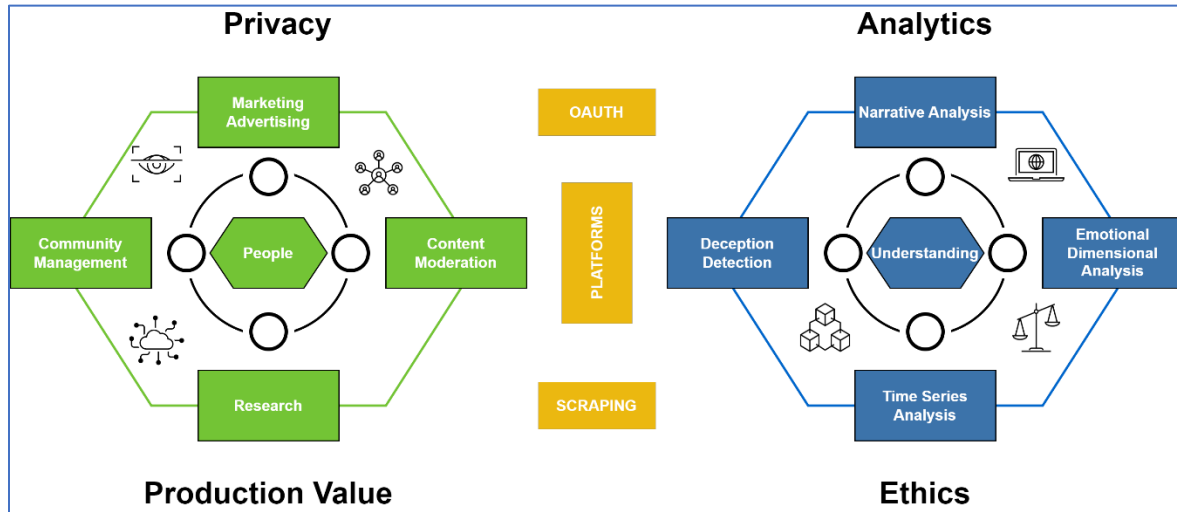 Privacy
Analytics
Marketing
Advertising
OAUTH
Narrative Analysis
Community
Management
People
Content
Moderation
PLATFORMS
Deception
Detection
Understanding
Emotional
Dimensional
Analysis
Research
SCRAPING
Time Series
Analysis
Production Value
Ethics